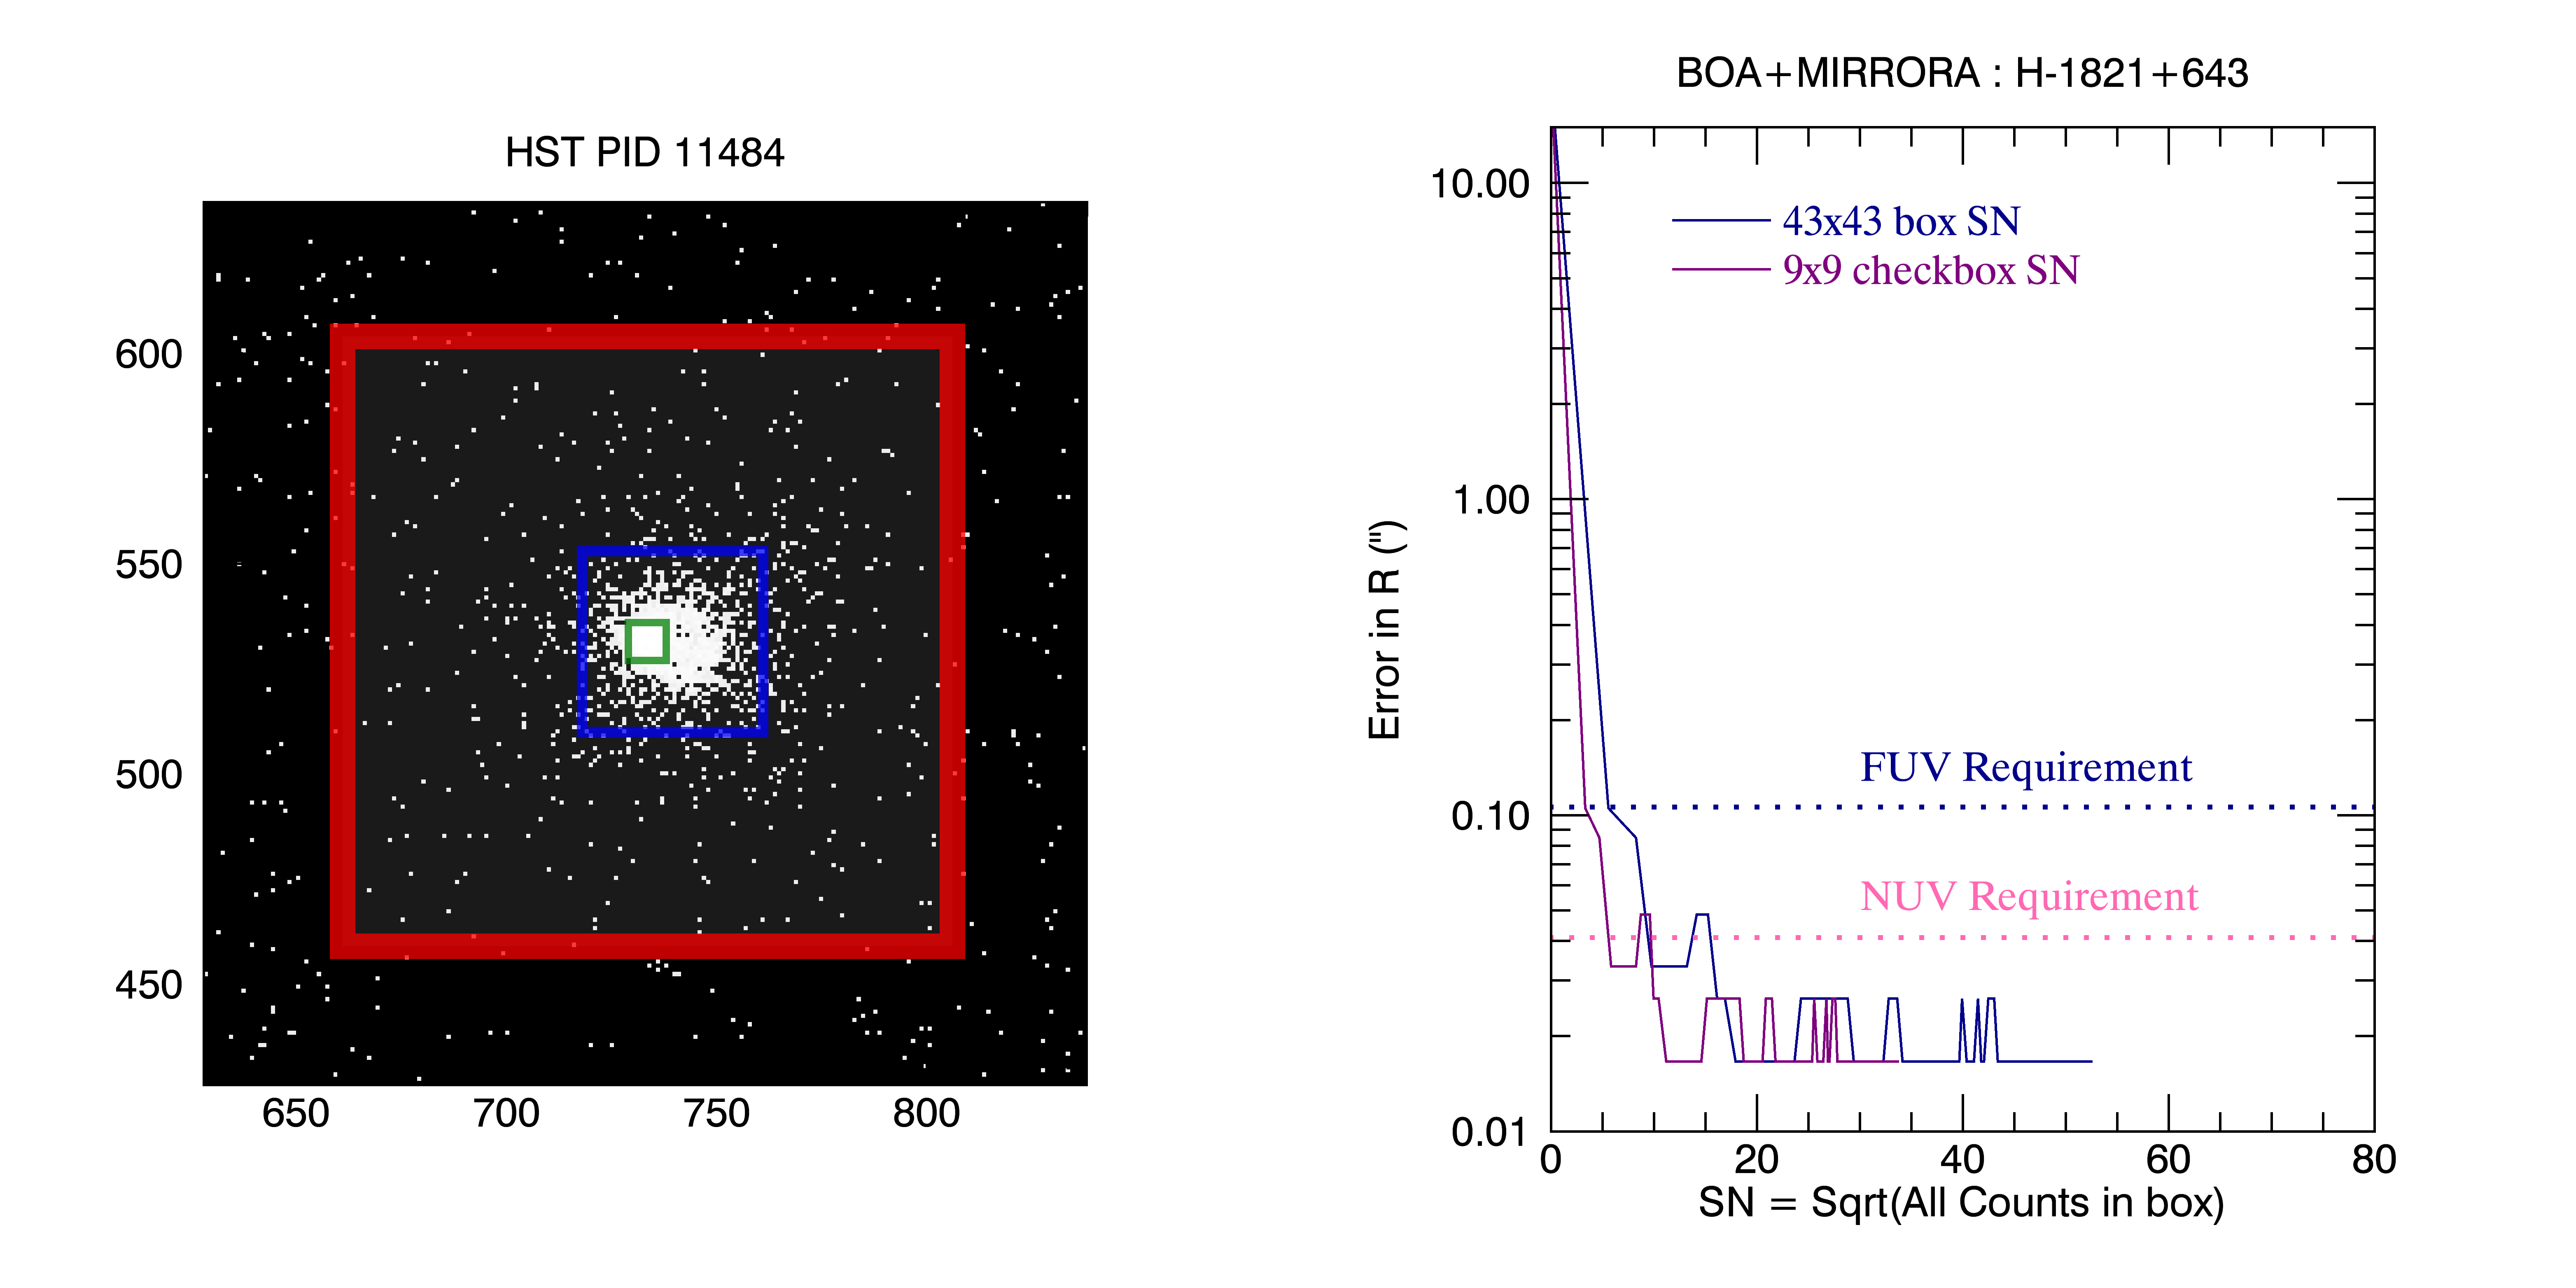 HST PID 11484
600
550
500
450
650 700 750 800
BOA+MIRRORA : H-1821+643
10.00
1.00
0.10
0.01
Error in R (")
43x43 box SN
9x9 checkbox SN
FUV Requirement
NUV Requirement
0 20 40 60 80
SN = Sqrt(All Counts in box)